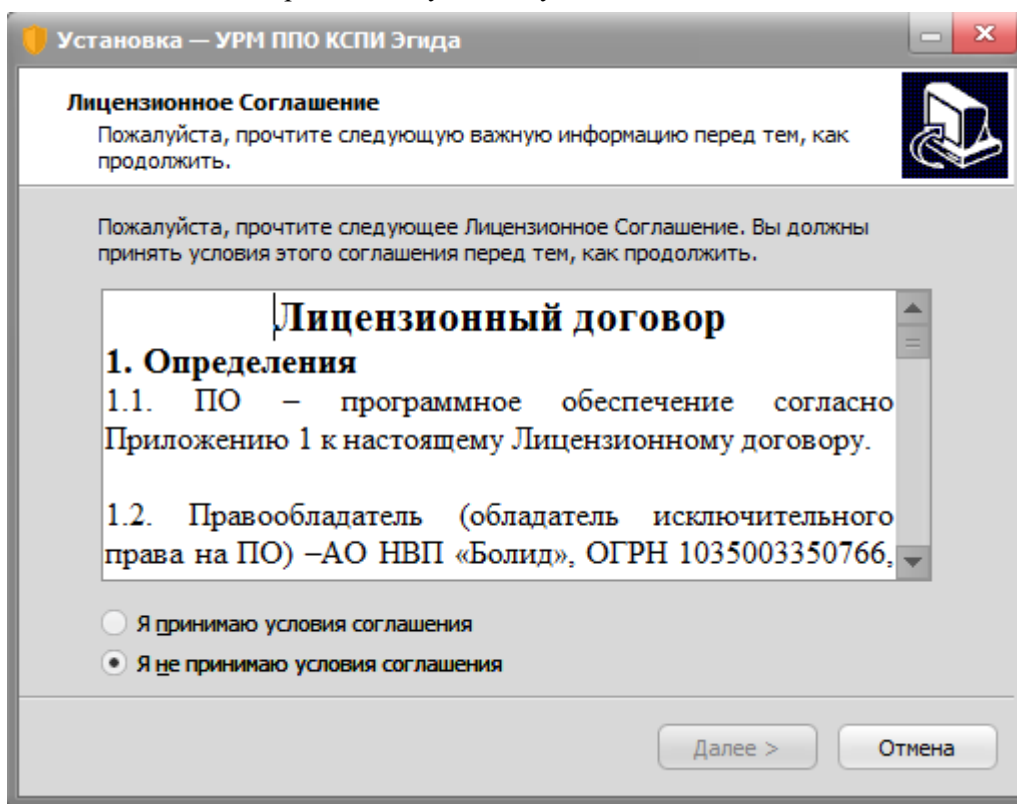 Установка — УРМ ППО КСПИ Эгида
Лицензионное Соглашение
Пожалуйста, прочтите следующую важную информацию перед тем, как
продолжить.
Пожалуйста, прочтите следующее Лицензионное Соглашение. Вы должны
принять условия этого соглашения перед тем, как продолжить.
Лицензионный договор
1. Определения
1.1. ПО – программное обеспечение согласно
Приложению 1 к настоящему Лицензионному договору.
1.2. Правообладатель (обладатель исключительного
права на ПО) –АО НВП «Болид», ОГРН 1035003350766,
Я принимаю условия соглашения
Я не принимаю условия соглашения
Далее >
Отмена